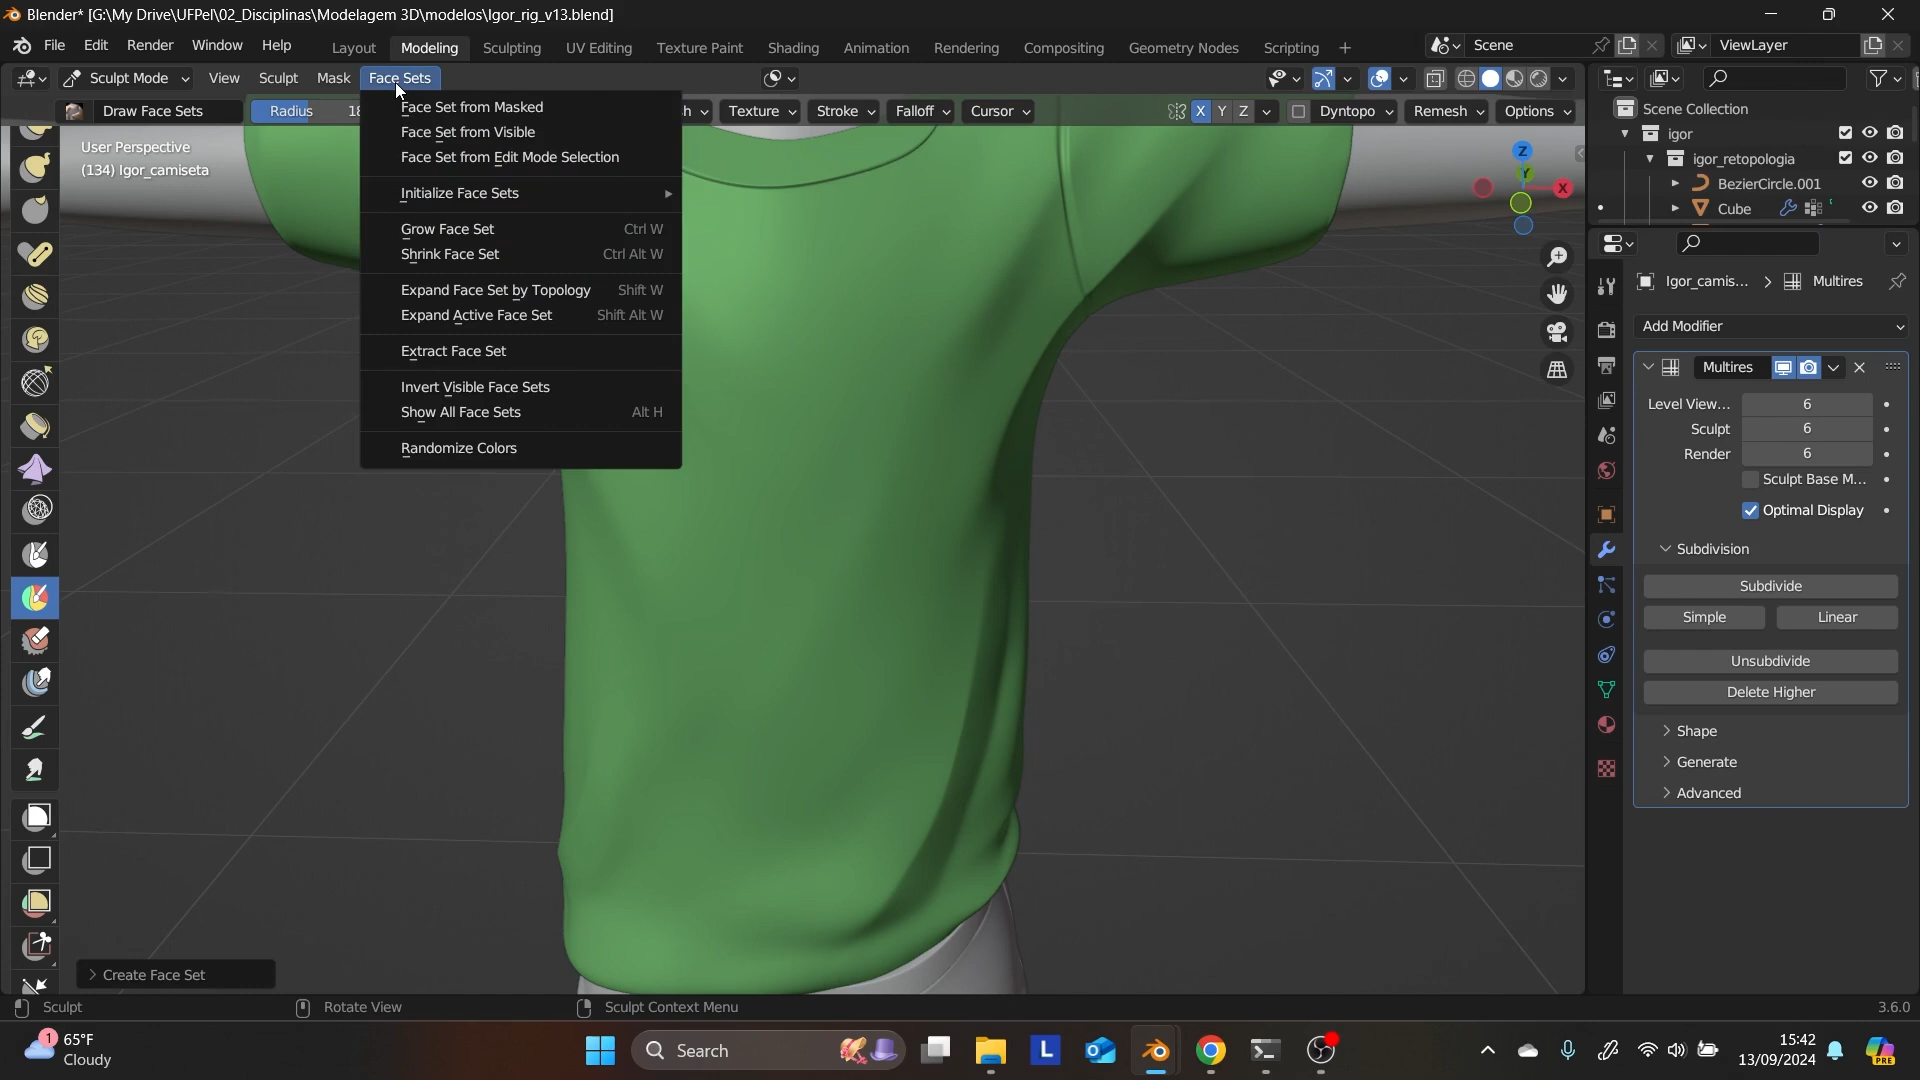 Blender* [G:\My Drive\UFPel\02_Disciplinas\Modelagem 3D\modelos\Igor_rig_v13.blend]
File Edit Render Window Help Layout Modeling Sculpting UV Editing Texture Paint Shading Animation Rendering Compositing Geometry Nodes Scripting + Scene ViewLayer
Sculpt Mode View Sculpt Mask Face Sets
Draw Face Sets Radius 18 Texture Stroke Falloff Cursor X Y Z Dyntopo Remesh Options
User Perspective
(134) Igor_camiseta
Face Set from Masked
Face Set from Visible
Face Set from Edit Mode Selection
Initialize Face Sets
Grow Face Set Ctrl W
Shrink Face Set Ctrl Alt W
Expand Face Set by Topology Shift W
Expand Active Face Set Shift Alt W
Extract Face Set
Invert Visible Face Sets
Show All Face Sets Alt H
Randomize Colors
Z
Y
X
Scene Collection
igor
igor_retopologia
BezierCircle.001
Cube
Igor_camis... Multires
Add Modifier
Multires
Level View... 6
Sculpt 6
Render 6
Sculpt Base M...
Optimal Display
Subdivision
Subdivide
Simple Linear
Unsubdivide
Delete Higher
Shape
Generate
Advanced
Create Face Set
Sculpt Rotate View Sculpt Context Menu 3.6.0
1
65°F
Cloudy
Search
L
15:42
13/09/2024
PRE